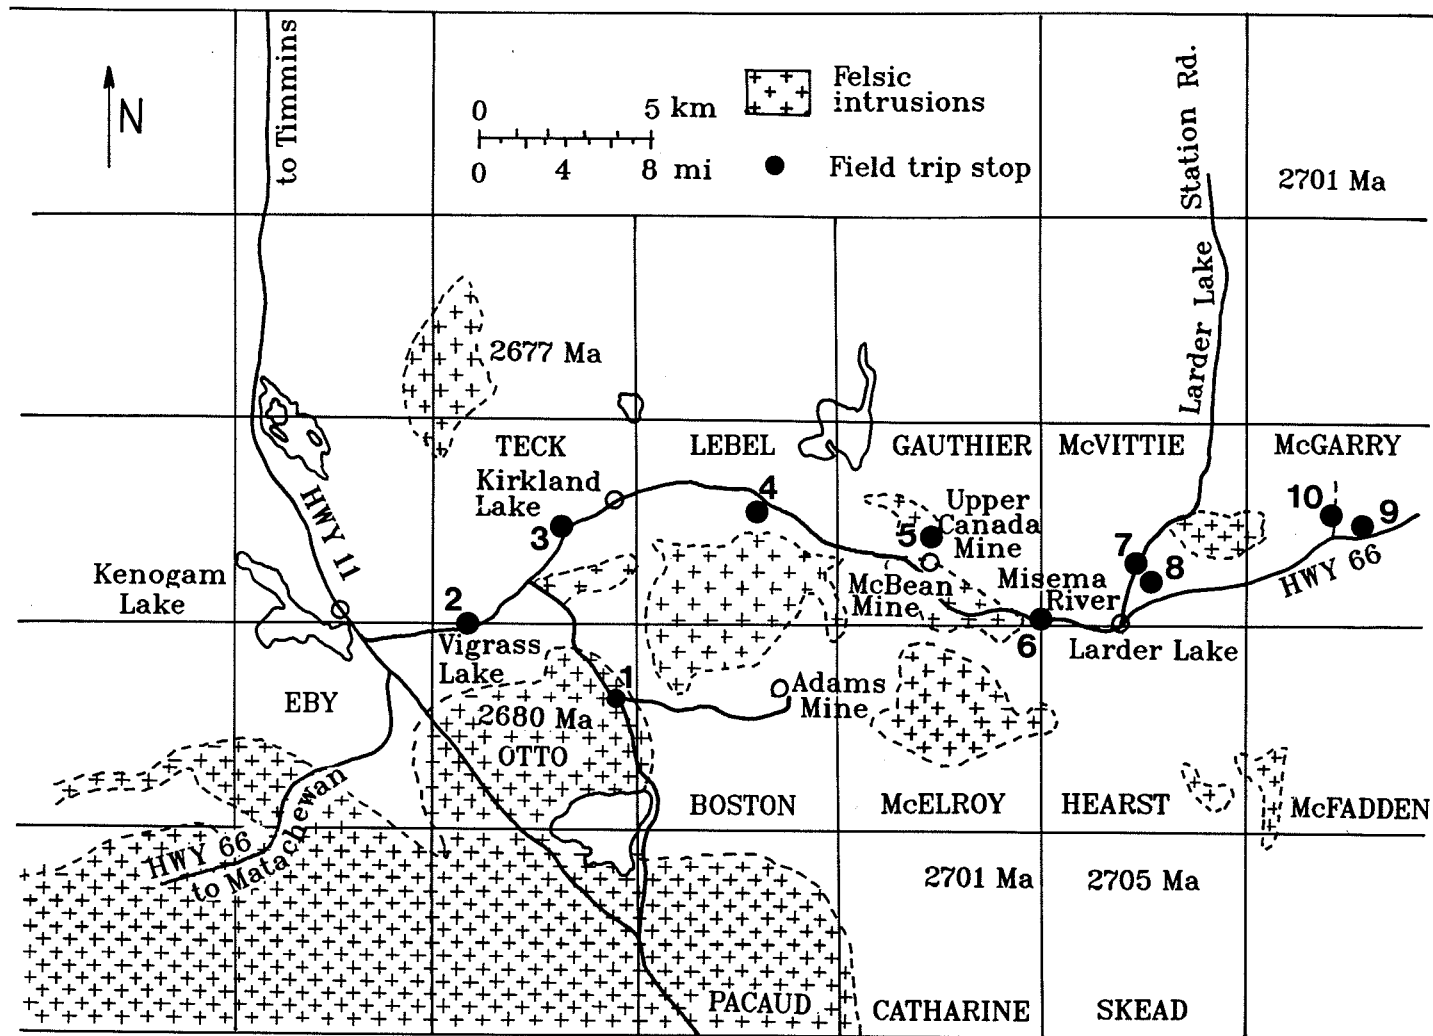 to Timmins
N
0 5 km
0 4 8 mi
Felsic
intrusions
Field trip stop
Larder Lake Station Rd.
2701 Ma
2677 Ma
TECK
LEBEL
GAUTHIER
McVITTIE
McGARRY
Kirkland
Lake
HWY 11
3
4
5
Upper
Canada
Mine
McBean
Mine
Misema
River
7
8
10
9
HWY 66
Kenogam
Lake
2
Vigrass
Lake
6
Larder Lake
EBY
1
2680 Ma
OTTO
Adams
Mine
BOSTON
McELROY
HEARST
McFADDEN
HWY 66
to Matachewan
2701 Ma
2705 Ma
PACAUD
CATHARINE
SKEAD